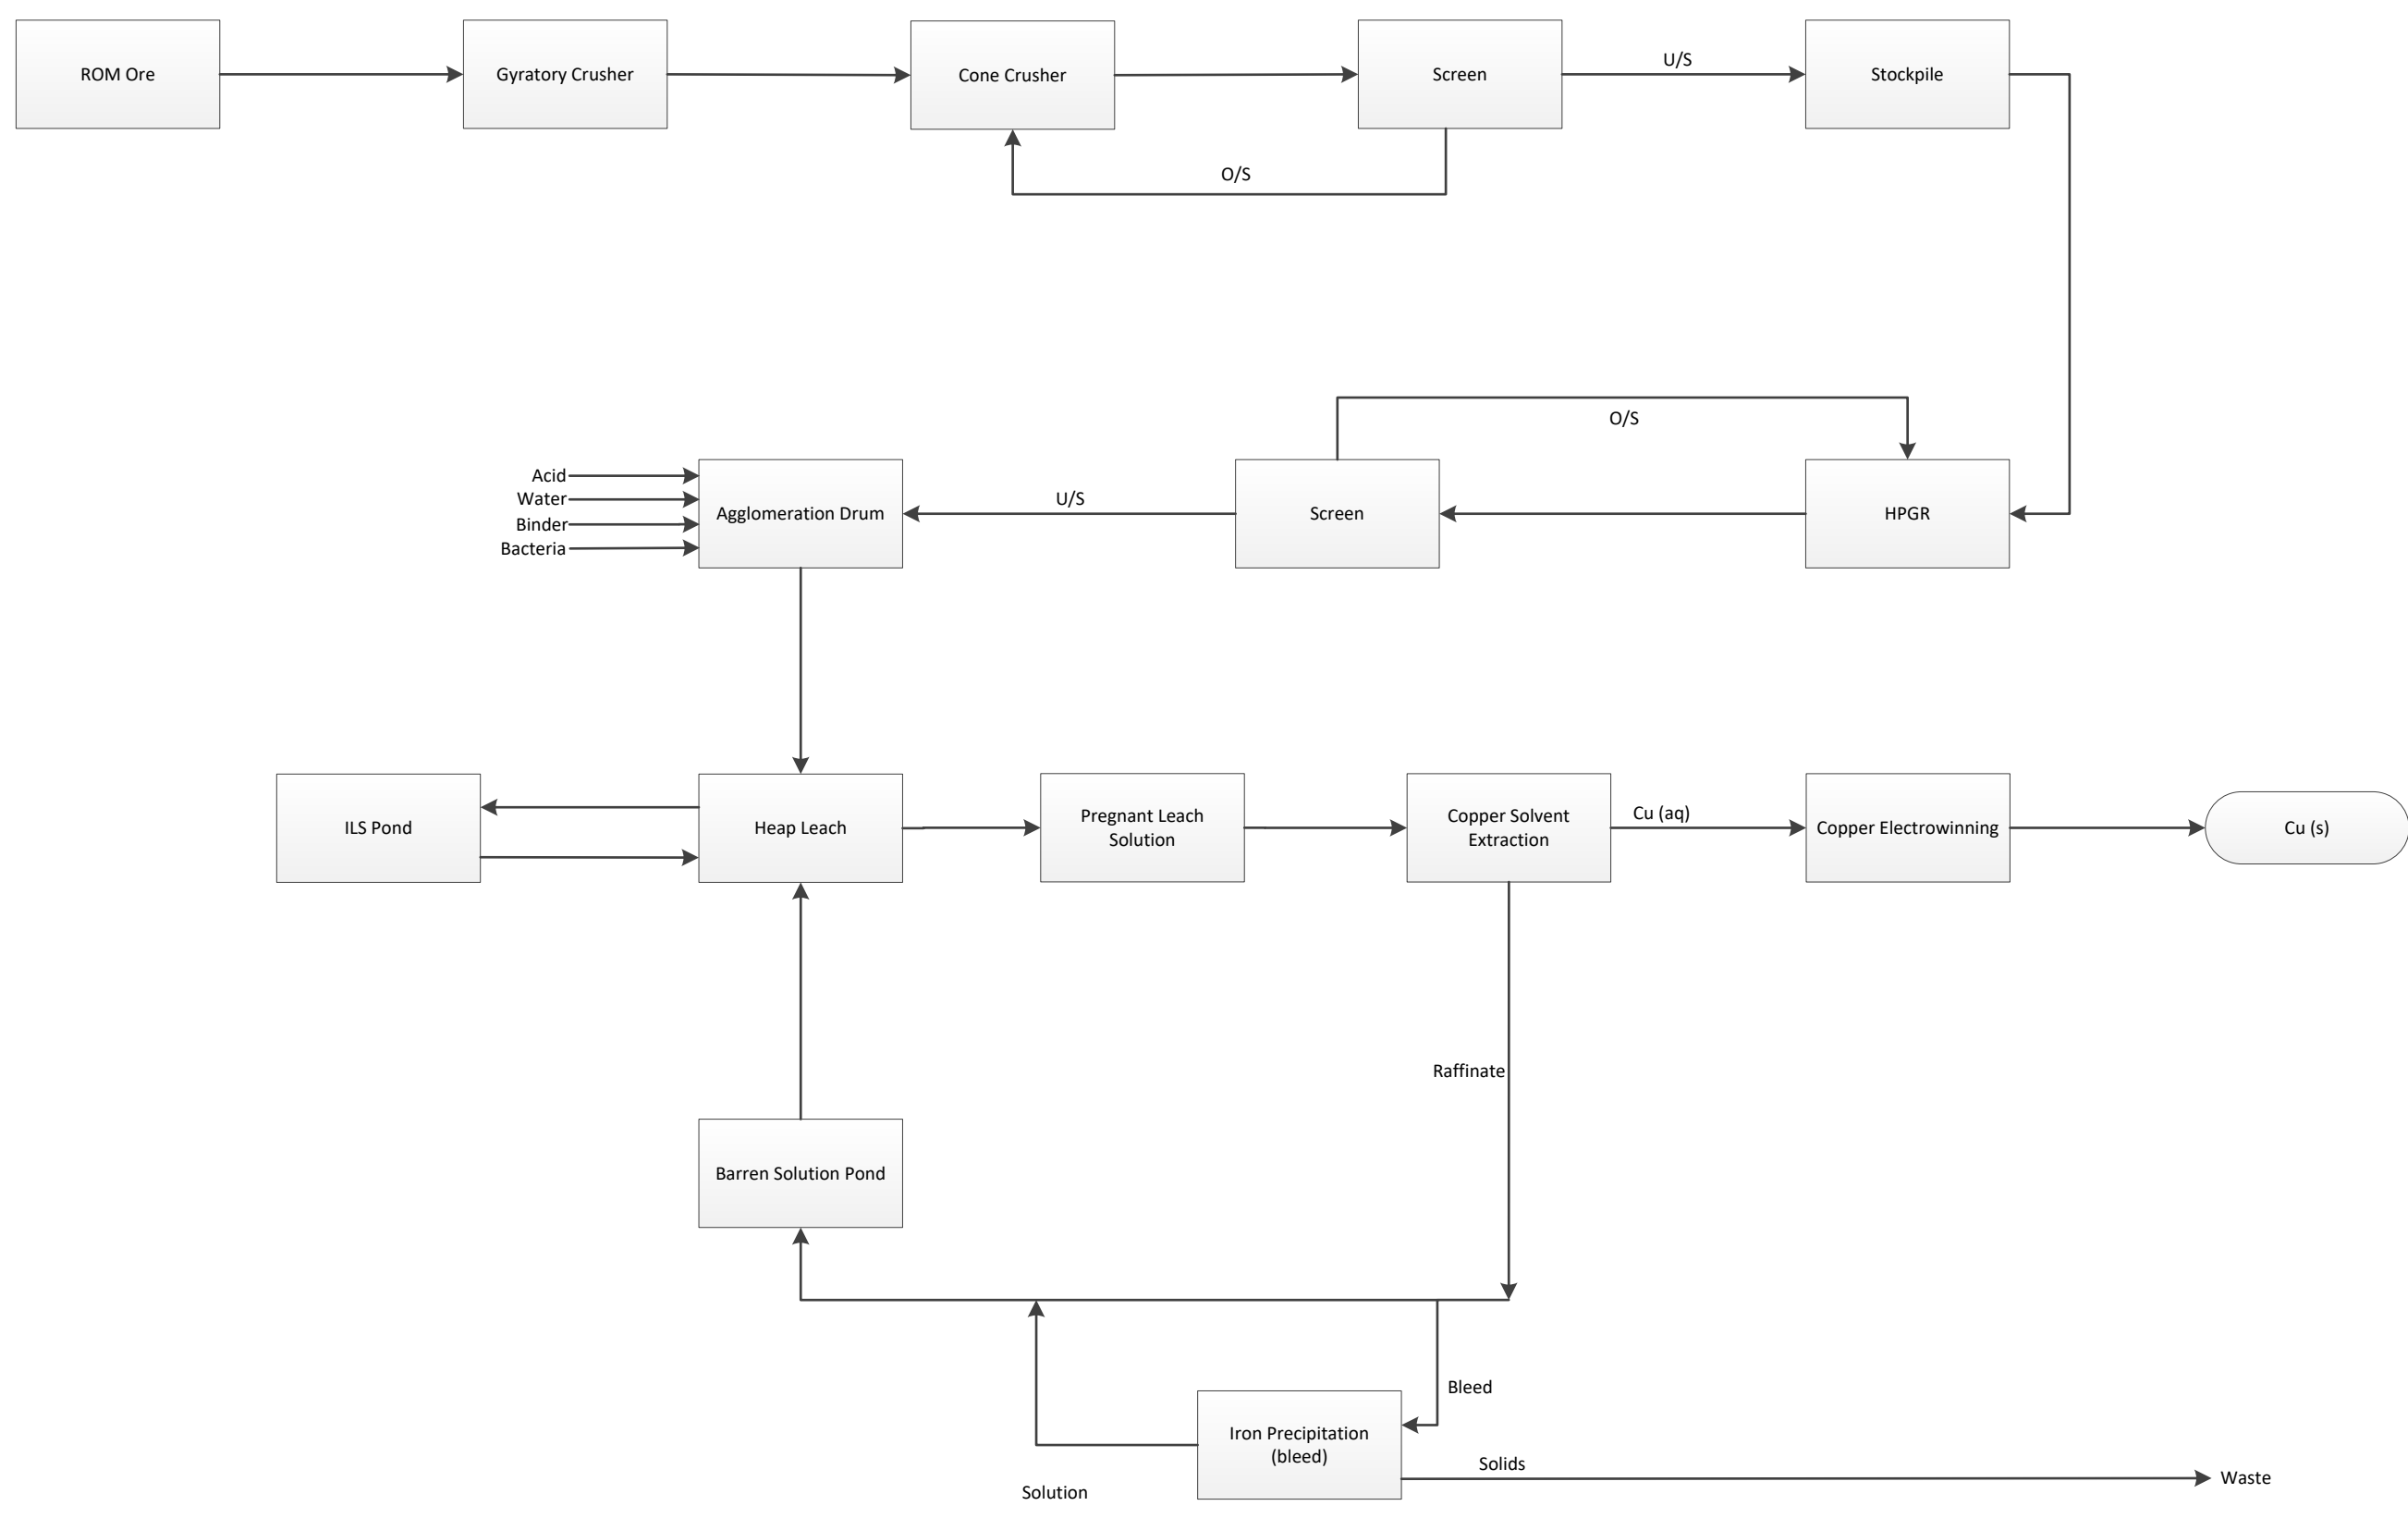 ROM Ore
Gyratory Crusher
Cone Crusher
Screen
U/S
Stockpile
O/S
O/S
Acid
Water
Binder
Bacteria
Agglomeration Drum
U/S
Screen
HPGR
ILS Pond
Heap Leach
Pregnant Leach
Solution
Copper Solvent
Extraction
Cu (aq)
Copper Electrowinning
Cu (s)
Raffinate
Barren Solution Pond
Bleed
Iron Precipitation
(bleed)
Solids
Waste
Solution